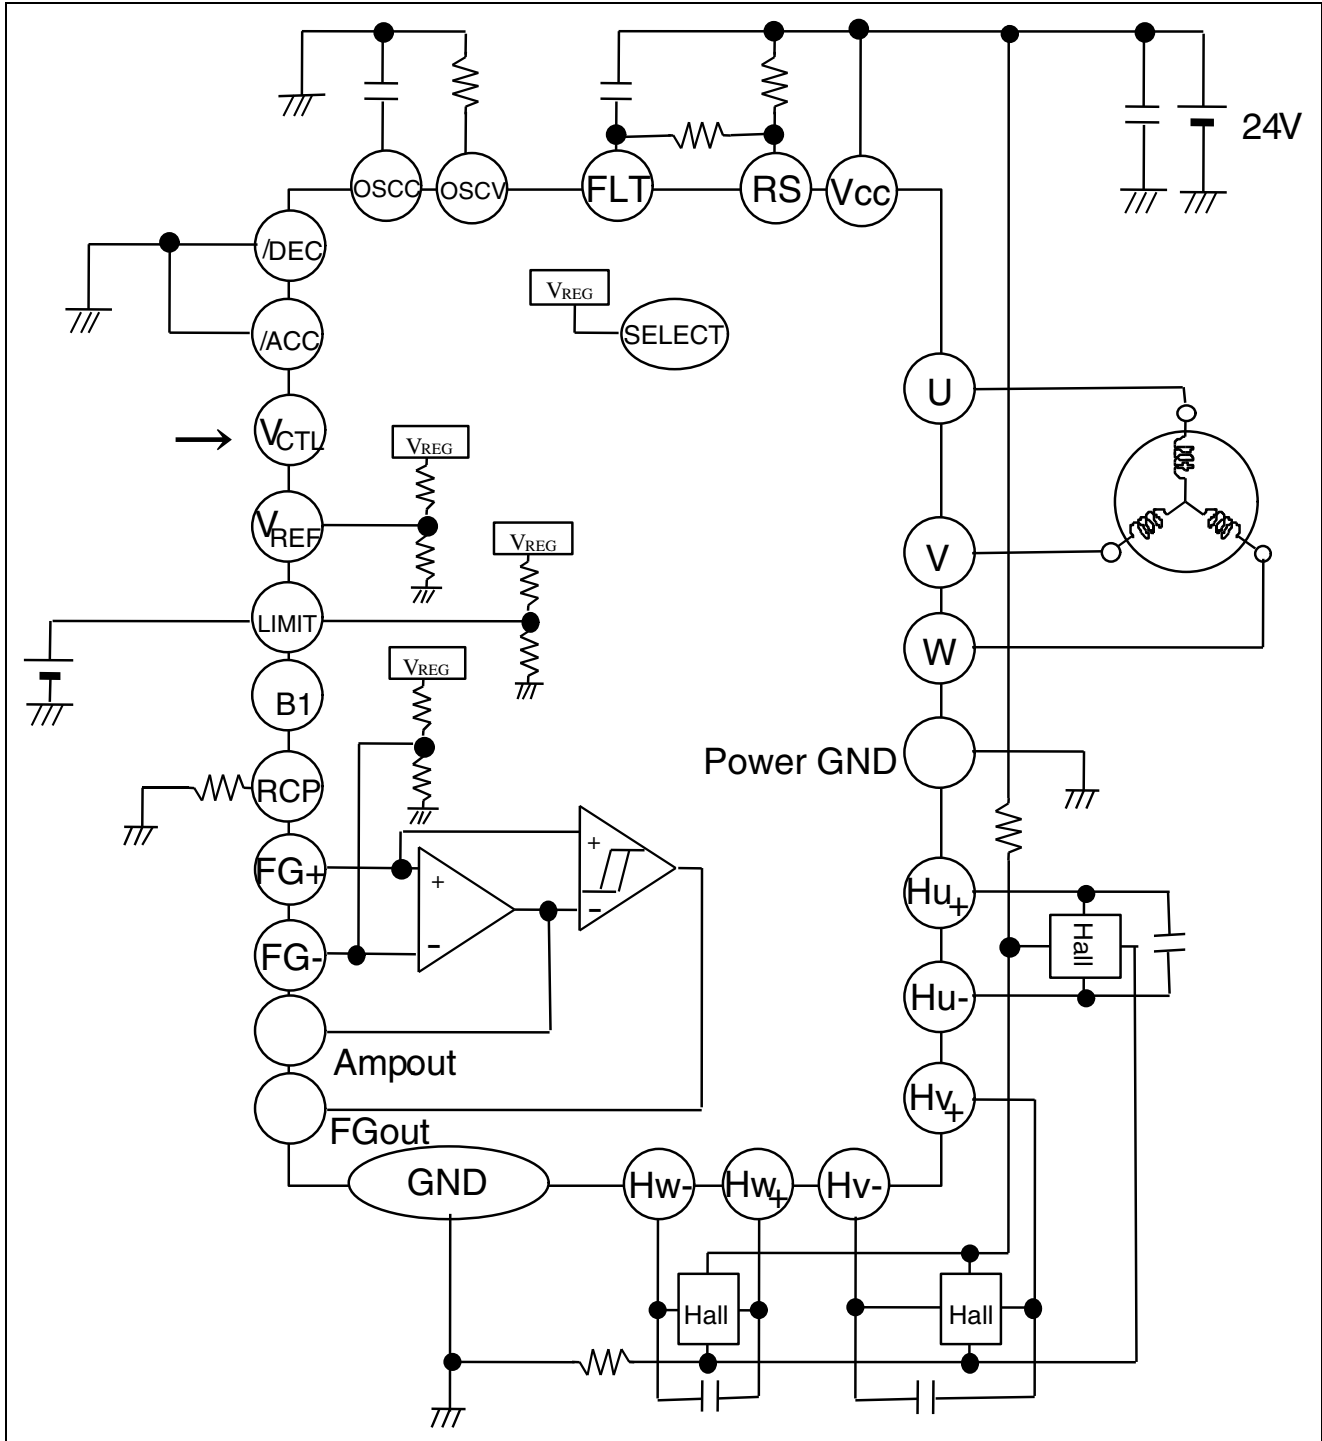 24V
OSCC
OSCV
FLT
RS
Vcc
/DEC
VREG
/ACC
SELECT
U
VCTL
VREG
VREF
VREG
V
LIMIT
W
VREG
B1
Power GND
RCP
+
FG+
+
Hu+
Hall
-
FG-
-
Hu-
Ampout
Hv+
FGout
GND
Hw-
Hw+
Hv-
Hall
Hall